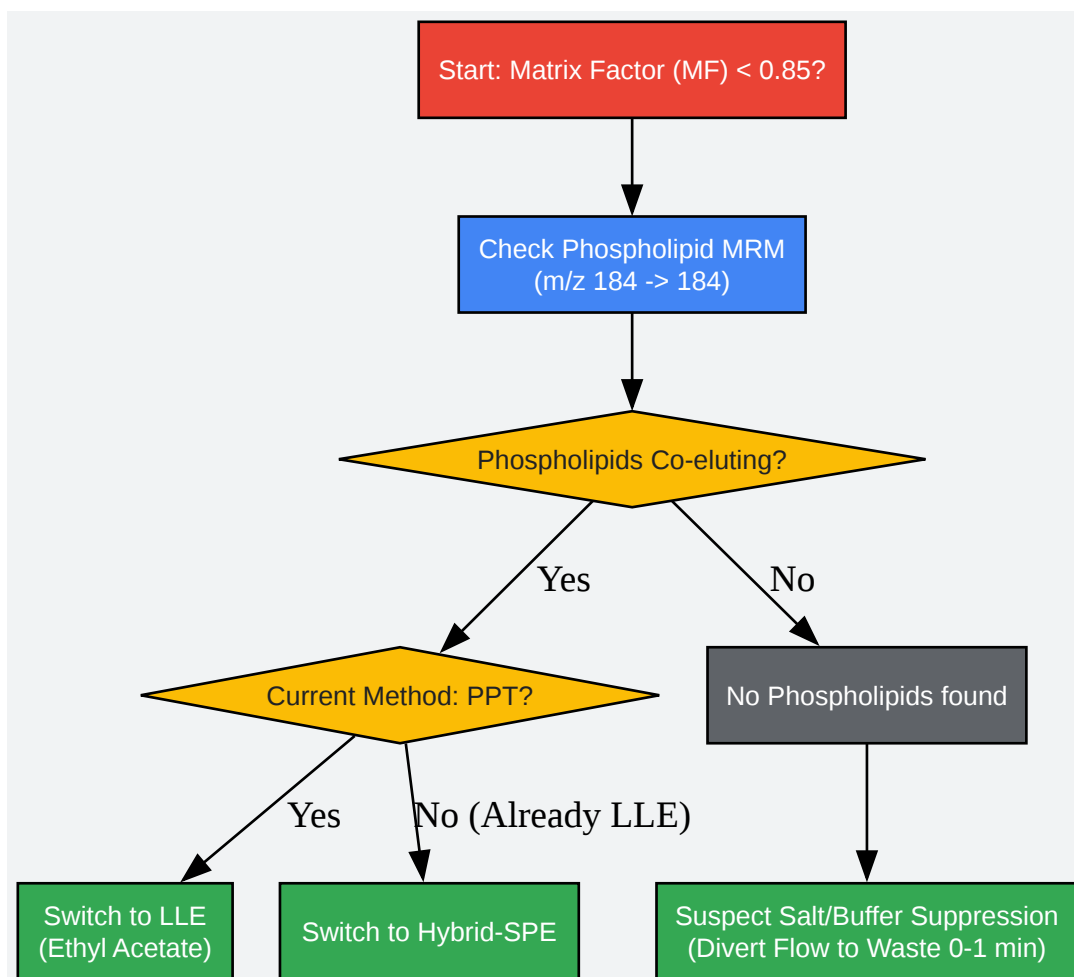 Start: Matrix Factor (MF) < 0.85?
Check Phospholipid MRM
(m/z 184 -> 184)
Phospholipids Co-eluting?
Yes
No
Current Method: PPT?
No Phospholipids found
Yes
No (Already LLE)
Switch to LLE
(Ethyl Acetate)
Switch to Hybrid-SPE
Suspect Salt/Buffer Suppression
(Divert Flow to Waste 0-1 min)